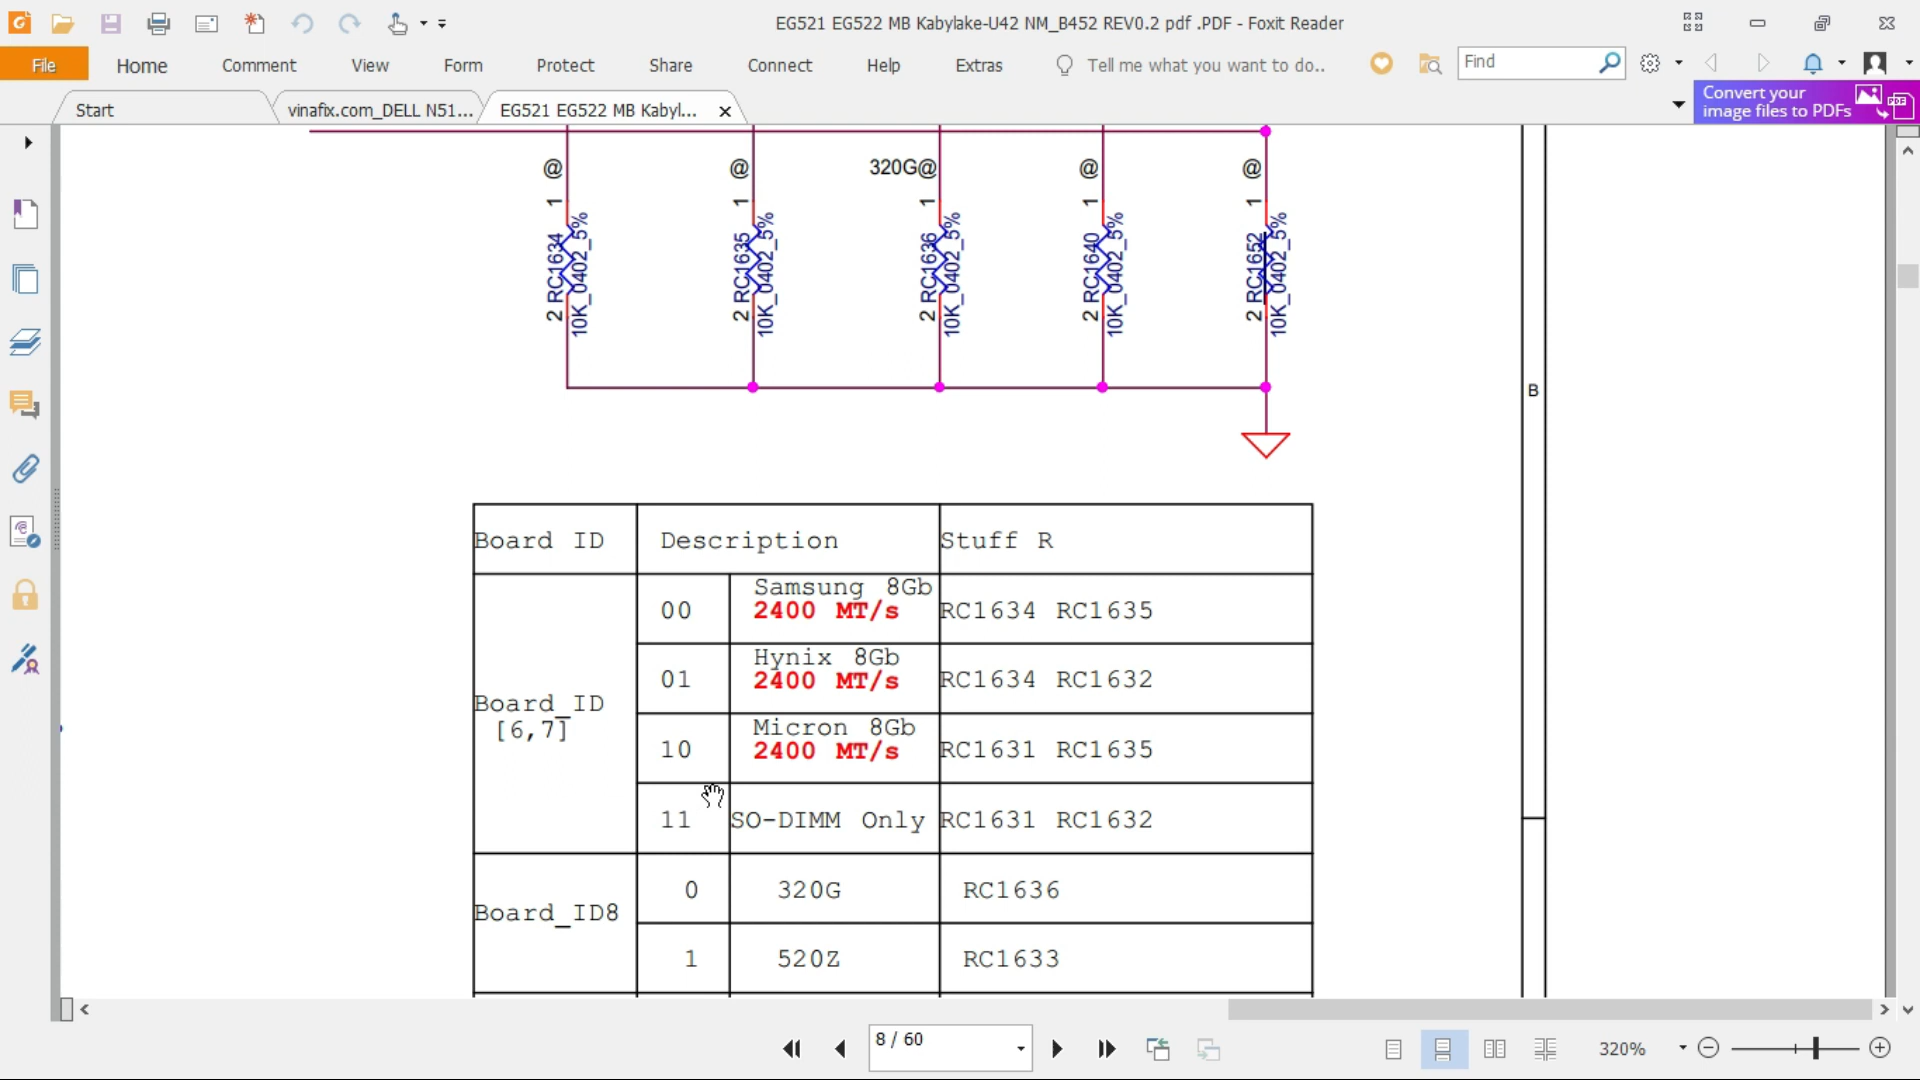 EG521 EG522 MB Kabylake-U42 NM_B452 REV0.2 pdf .PDF - Foxit Reader
File Home Comment View Form Protect Share Connect Help Extras Tell me what you want to do.. Find
Start vinafix.com_DELL N51... EG521 EG522 MB Kabyl... Convert your
image files to PDFs
PDF
@ @ 320G@ @ @
1 1 1 1 1
RC1634 RC1635 RC1636 RC1640 RC1652
10K_0402_5% 10K_0402_5% 10K_0402_5% 10K_0402_5% 10K_0402_5%
2 2 2 2 2
B
Board ID Description Stuff R
Board_ID
[6,7]
00 Samsung 8Gb
2400 MT/s RC1634 RC1635
01 Hynix 8Gb
2400 MT/s RC1634 RC1632
10 Micron 8Gb
2400 MT/s RC1631 RC1635
11 SO-DIMM Only RC1631 RC1632
Board_ID8
0 320G RC1636
1 520Z RC1633
8 / 60 320%